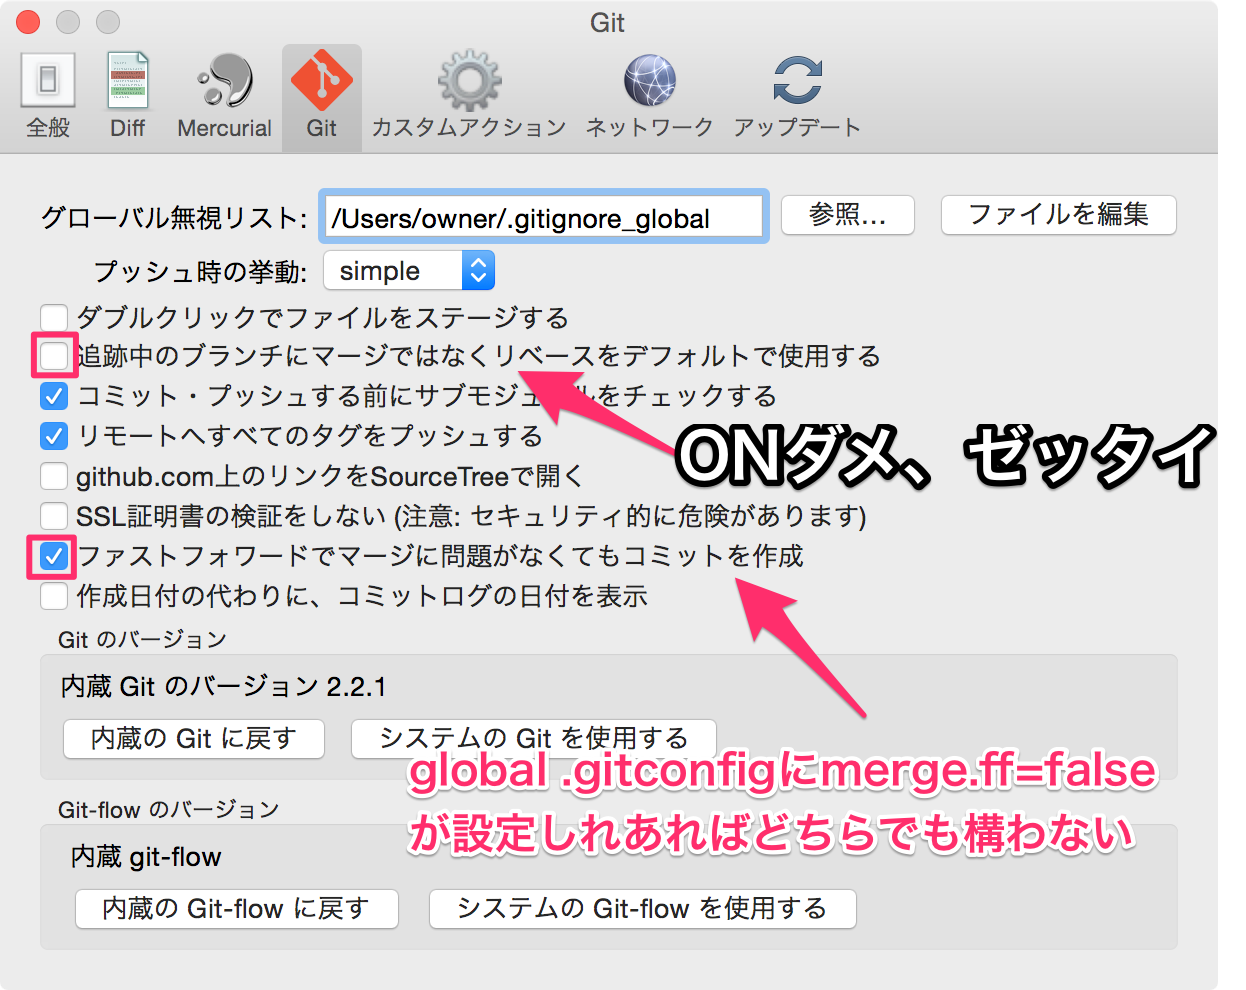 Git
全般 Diff Mercurial Git カスタムアクション ネットワーク アップデート
グローバル無視リスト: /Users/owner/.gitignore_global 参照... ファイルを編集
プッシュ時の挙動: simple
ダブルクリックでファイルをステージする
追跡中のブランチにマージではなくリベースをデフォルトで使用する
コミット・プッシュする前にサブモジュールをチェックする
ONダメ、ゼッタイ
リモートへすべてのタグをプッシュする
github.com上のリンクをSourceTreeで開く
SSL証明書の検証をしない (注意: セキュリティ的に危険があります)
ファストフォワードでマージに問題がなくてもコミットを作成
作成日付の代わりに、コミットログの日付を表示
Git のバージョン
内蔵 Git のバージョン 2.2.1
内蔵の Git に戻す システムの Git を使用する
global .gitconfigにmerge.ff=false
が設定しれあればどちらでも構わない
Git-flow のバージョン
内蔵 git-flow
内蔵の Git-flow に戻す システムの Git-flow を使用する